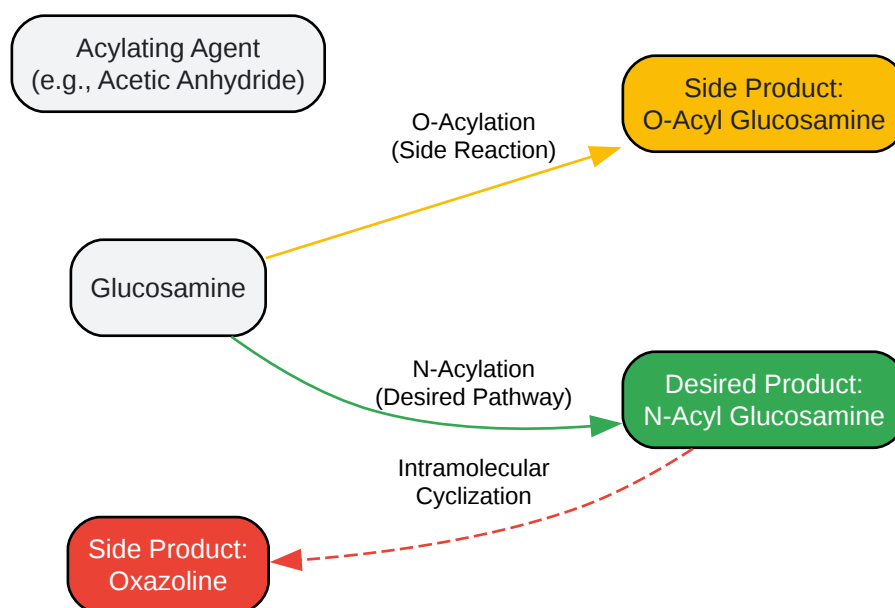 Acylating Agent
(e.g., Acetic Anhydride)
Side Product:
O-Acyl Glucosamine
O-Acylation
(Side Reaction)
Glucosamine
N-Acylation
(Desired Pathway)
Desired Product:
N-Acyl Glucosamine
Intramolecular
Cyclization
Side Product:
Oxazoline